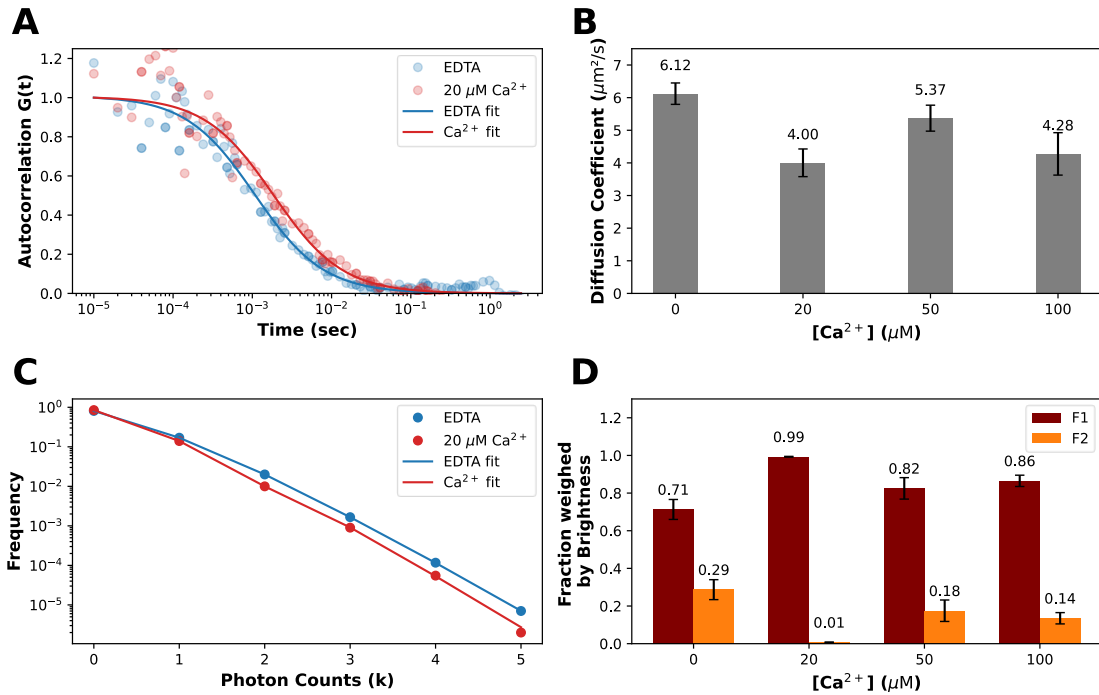 A
Autocorrelation G(t)
1.2
1.0
0.8
0.6
0.4
0.2
0.0
EDTA
20 μM Ca²⁺
EDTA fit
Ca²⁺ fit
10⁻⁵
10⁻⁴
10⁻³
10⁻²
10⁻¹
10⁰
Time (sec)
B
Diffusion Coefficient (μm²/s)
7
6
5
4
3
2
1
0
6.12
4.00
5.37
4.28
0
20
50
100
[Ca²⁺] (μM)
C
Frequency
10⁰
10⁻¹
10⁻²
10⁻³
10⁻⁴
10⁻⁵
EDTA
20 μM Ca²⁺
EDTA fit
Ca²⁺ fit
0
1
2
3
4
5
Photon Counts (k)
D
Fraction weighed
by Brightness
1.2
1.0
0.8
0.6
0.4
0.2
0.0
F1
F2
0.71
0.29
0.99
0.01
0.82
0.18
0.86
0.14
0
20
50
100
[Ca²⁺] (μM)